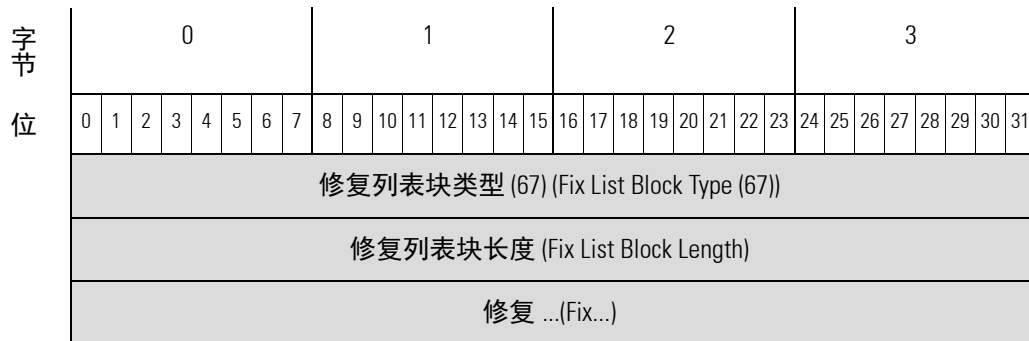 字节 0 1 2 3
位 0 1 2 3 4 5 6 7 8 9 10 11 12 13 14 15 16 17 18 19 20 21 22 23 24 25 26 27 28 29 30 31
修复列表块类型 (67) (Fix List Block Type (67))
修复列表块长度 (Fix List Block Length)
修复 ...(Fix...)